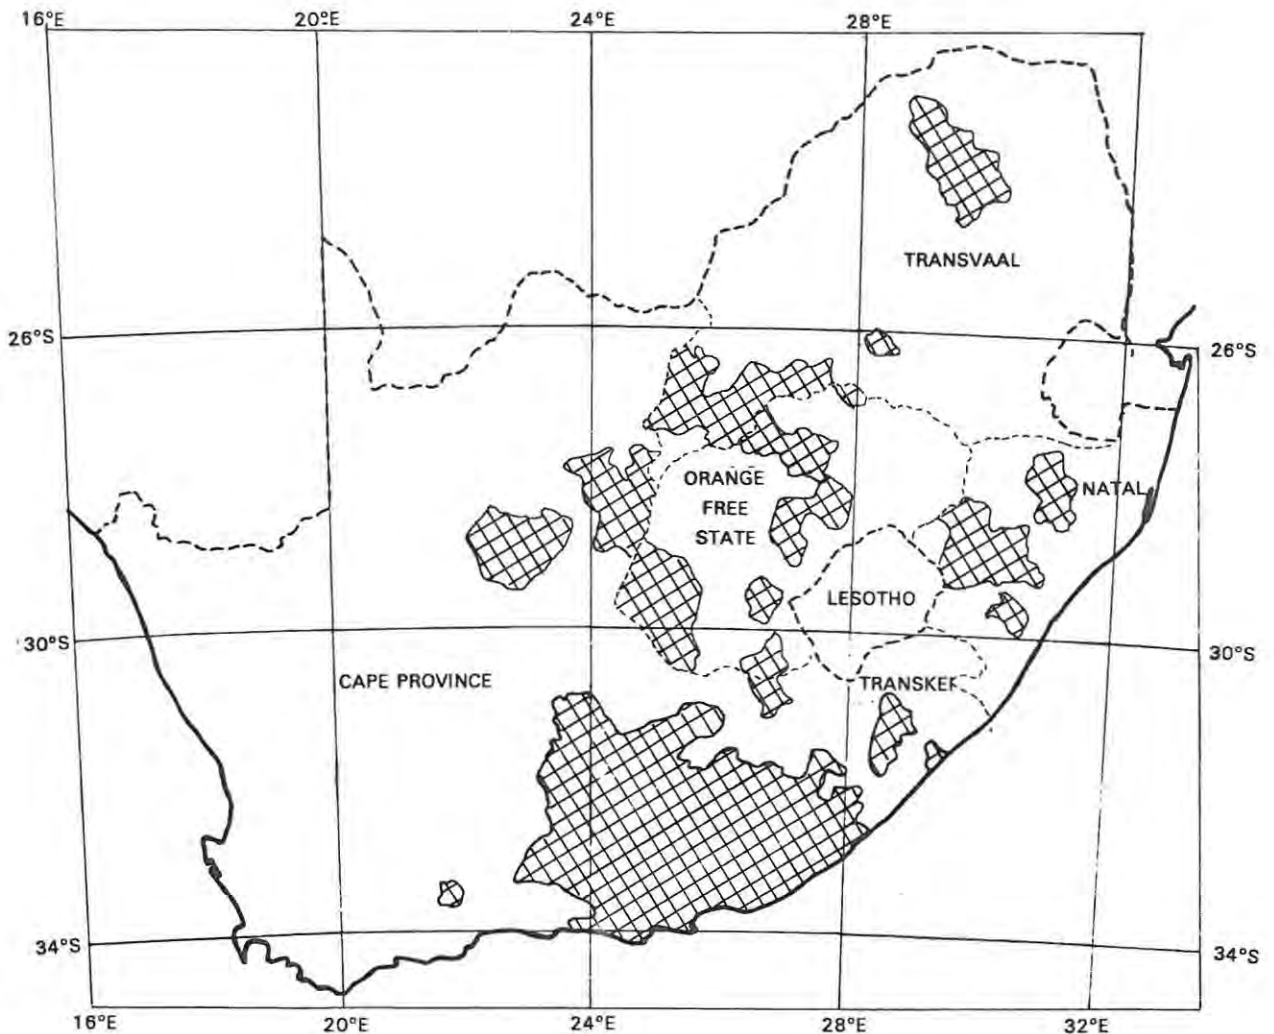 16°E 20°E 24°E 28°E
TRANSVAAL
26°S 26°S
ORANGE
FREE
STATE
NATAL
LESOTHO
30°S 30°S
CAPE PROVINCE
TRANSKEI
34°S 34°S
16°E 20°E 24°E 28°E 32°E